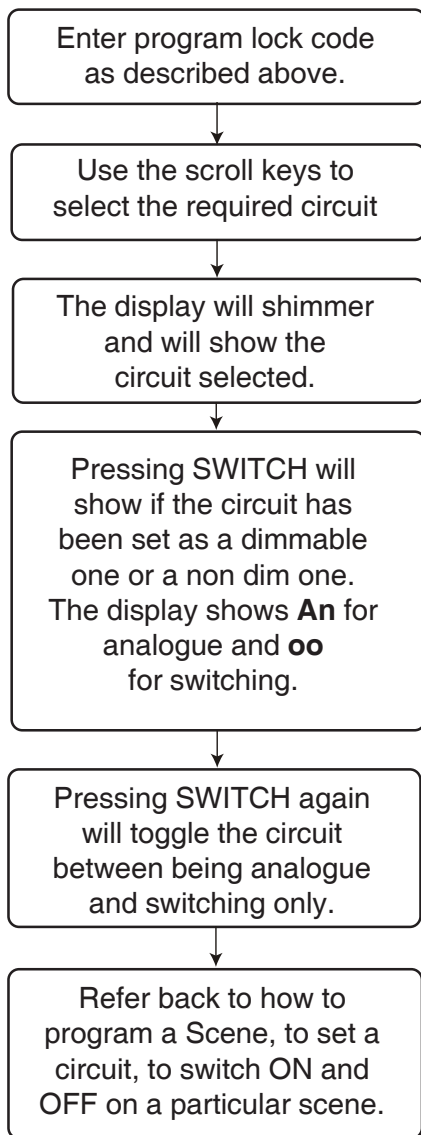 Enter program lock code
as described above.
Use the scroll keys to
select the required circuit
The display will shimmer
and will show the
circuit selected.
Pressing SWITCH will
show if the circuit has
been set as a dimmable
one or a non dim one.
The display shows An for
analogue and oo
for switching.
Pressing SWITCH again
will toggle the circuit
between being analogue
and switching only.
Refer back to how to
program a Scene, to set a
circuit, to switch ON and
OFF on a particular scene.